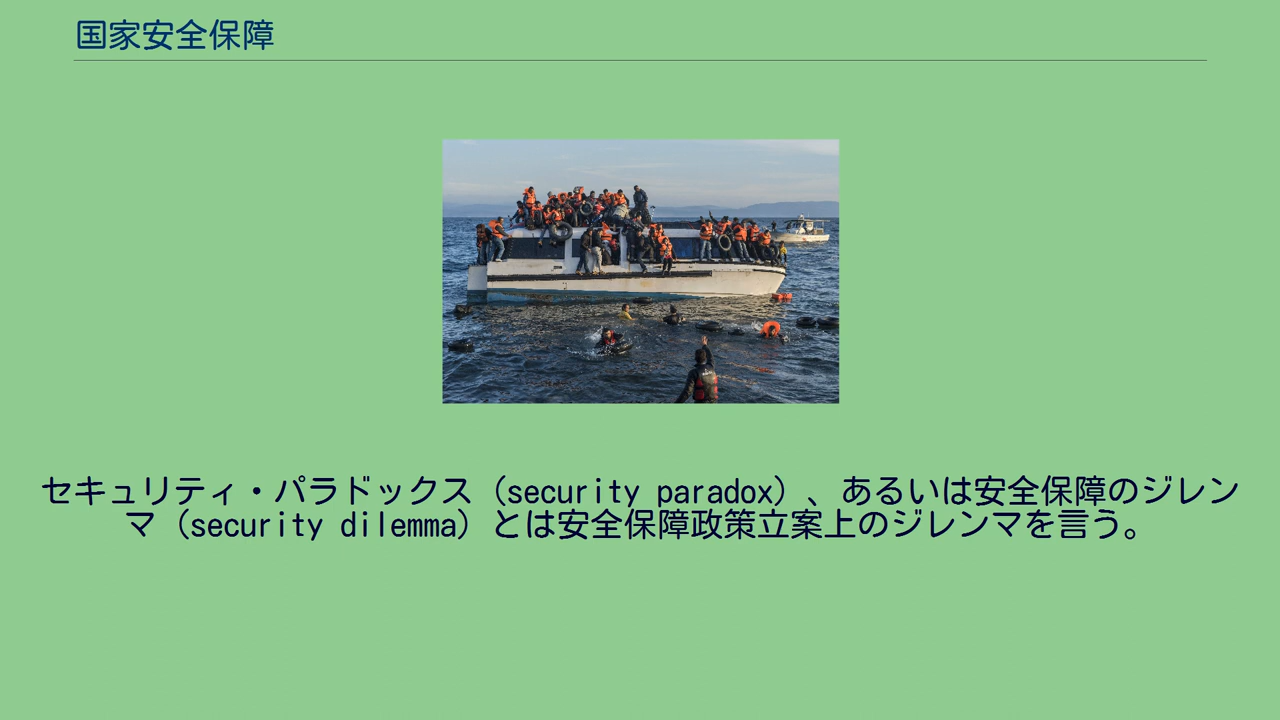 国家安全保障
セキュリティ・パラドックス（security paradox）、あるいは安全保障のジレン
マ（security dilemma）とは安全保障政策立案上のジレンマを言う。